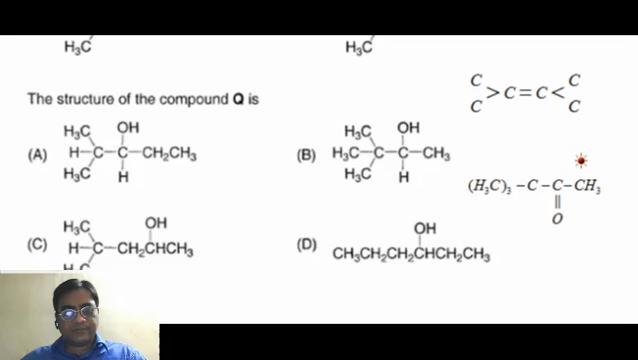 H₃C
H₃C
The structure of the compound Q is
C
C >C=C< C
C
(A) H₃C OH
H–C–C–CH₂CH₃
H₃C H
(B) H₃C OH
H₃C–C–C–CH₃
H₃C H
(H₃C)₃ –C –C–CH₃
||
O
(C) H₃C OH
H–C–CH₂CHCH₃
H₃C
(D) OH
CH₃CH₂CH₂CHCH₂CH₃